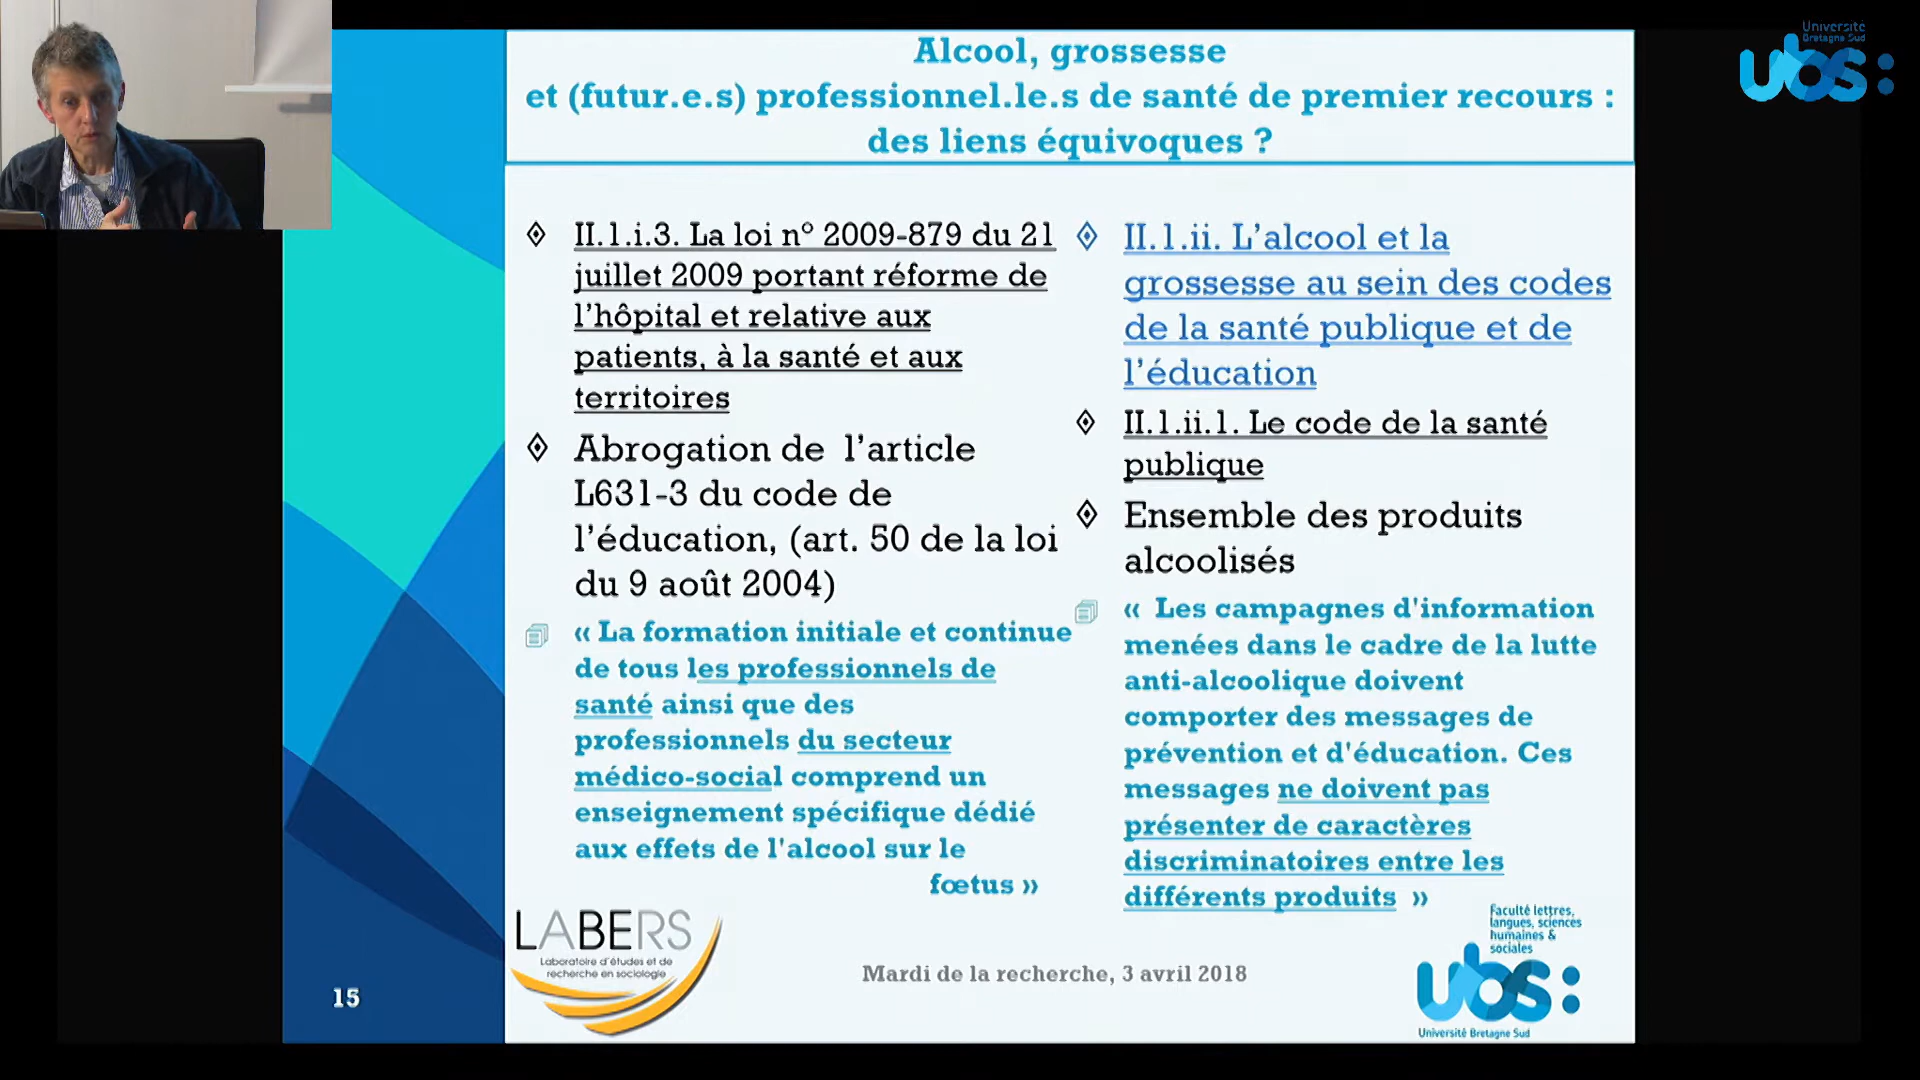 Alcool, grossesse
et (futur.e.s) professionnel.le.s de santé de premier recours :
des liens équivoques ?
Université
Bretagne Sud
ubs:
II.1.i.3. La loi n° 2009-879 du 21
juillet 2009 portant réforme de
l’hôpital et relative aux
patients, à la santé et aux
territoires
Abrogation de l’article
L631-3 du code de
l’éducation, (art. 50 de la loi
du 9 août 2004)
« La formation initiale et continue
de tous les professionnels de
santé ainsi que des
professionnels du secteur
médico-social comprend un
enseignement spécifique dédié
aux effets de l'alcool sur le
fœtus »
II.1.ii. L’alcool et la
grossesse au sein des codes
de la santé publique et de
l’éducation
II.1.ii.1. Le code de la santé
publique
Ensemble des produits
alcoolisés
« Les campagnes d'information
menées dans le cadre de la lutte
anti-alcoolique doivent
comporter des messages de
prévention et d'éducation. Ces
messages ne doivent pas
présenter de caractères
discriminatoires entre les
différents produits »
LABERS
Laboratoire d'études et de
recherche en sociologie
Mardi de la recherche, 3 avril 2018
Faculté lettres,
langues, sciences
humaines &
sociales
ubs:
Université Bretagne Sud
15